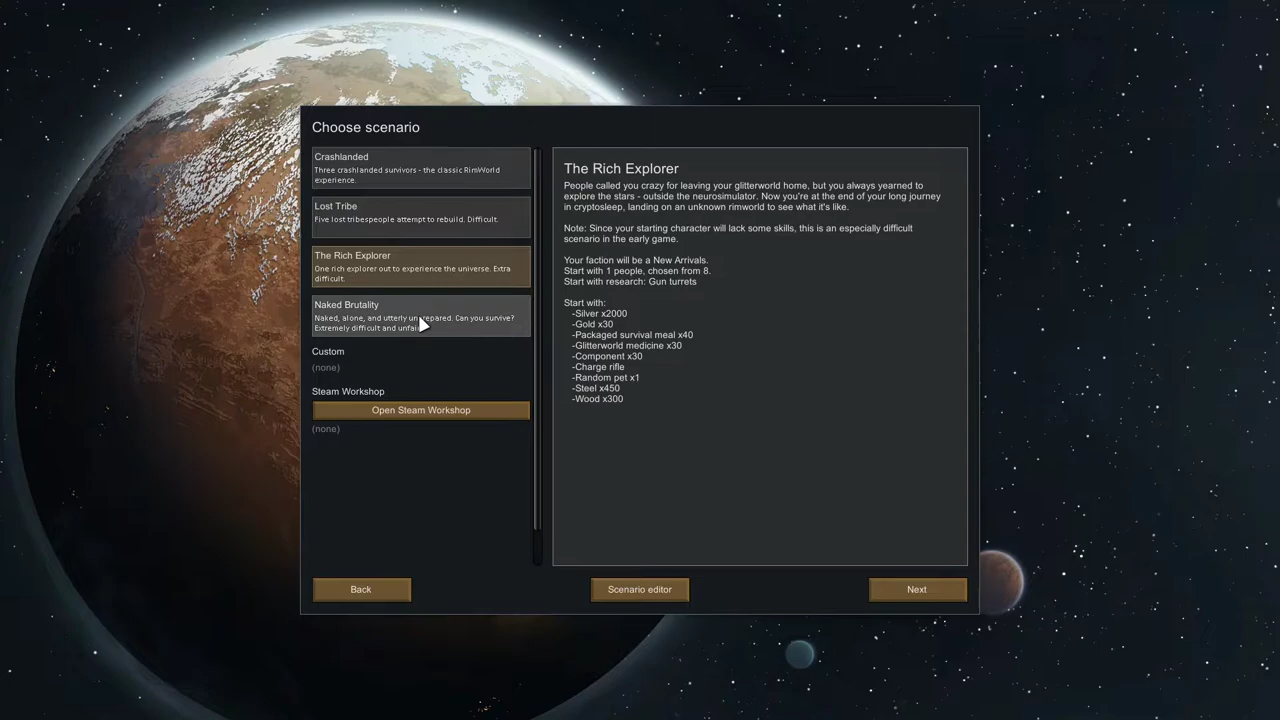 Choose scenario
Crashlanded
Three crashlanded survivors - the classic RimWorld
experience.
Lost Tribe
Five lost tribespeople attempt to rebuild. Difficult.
The Rich Explorer
One rich explorer out to experience the universe. Extra
difficult.
Naked Brutality
Naked, alone, and utterly unprepared. Can you survive?
Extremely difficult and unfair
Custom
(none)
Steam Workshop
Open Steam Workshop
(none)
The Rich Explorer
People called you crazy for leaving your glitterworld home, but you always yearned to
explore the stars - outside the neurosimulator. Now you're at the end of your long journey
in cryptosleep, landing on an unknown rimworld to see what it's like.
Note: Since your starting character will lack some skills, this is an especially difficult
scenario in the early game.
Your faction will be a New Arrivals.
Start with 1 people, chosen from 8.
Start with research: Gun turrets
Start with:
-Silver x2000
-Gold x30
-Packaged survival meal x40
-Glitterworld medicine x30
-Component x30
-Charge rifle
-Random pet x1
-Steel x450
-Wood x300
Back
Scenario editor
Next